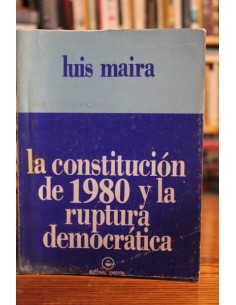 luis maira
la constitución
de 1980 y la
ruptura
democrática